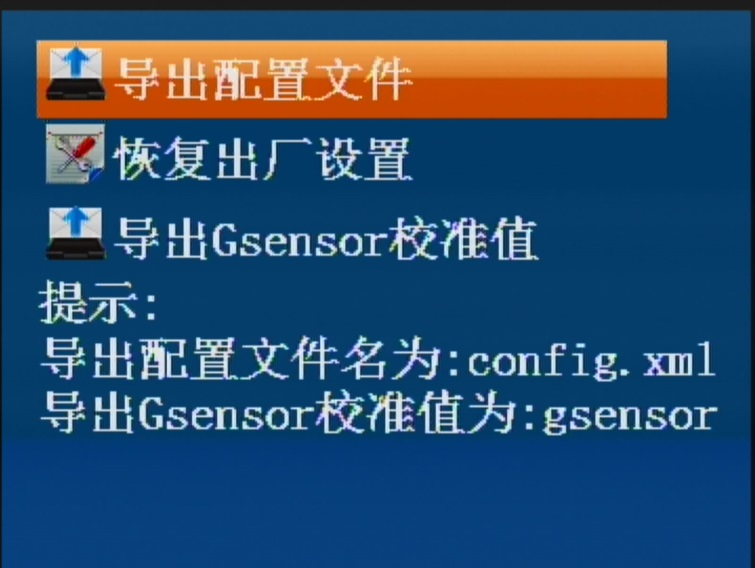 导出配置文件
恢复出厂设置
导出Gsensor校准值
提示:
导出配置文件名为:config.xml
导出Gsensor校准值为:gsensor